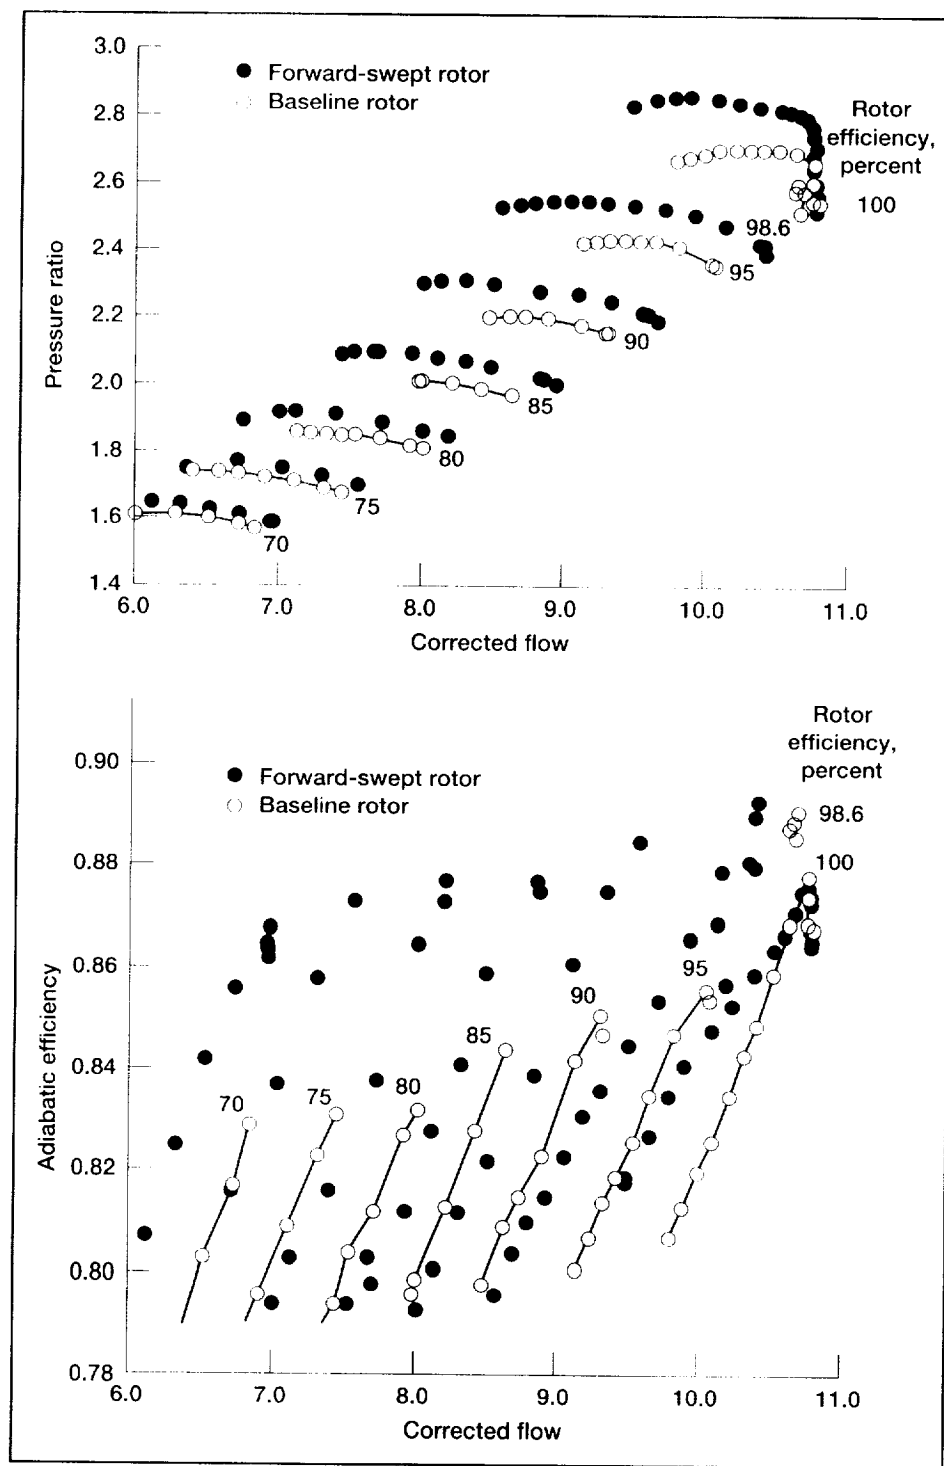 3.0
Forward-swept rotor
Baseline rotor
2.8
Rotor
efficiency,
percent
2.6
100
98.6
2.4
95
2.2
90
2.0
85
1.8
80
75
1.6
70
1.4
Pressure ratio
6.0 7.0 8.0 9.0 10.0 11.0
Corrected flow
Rotor
efficiency,
percent
0.90
Forward-swept rotor
Baseline rotor
98.6
0.88
100
0.86
95
90
85
0.84
80
75
70
0.82
0.80
0.78
Adiabatic efficiency
6.0 7.0 8.0 9.0 10.0 11.0
Corrected flow